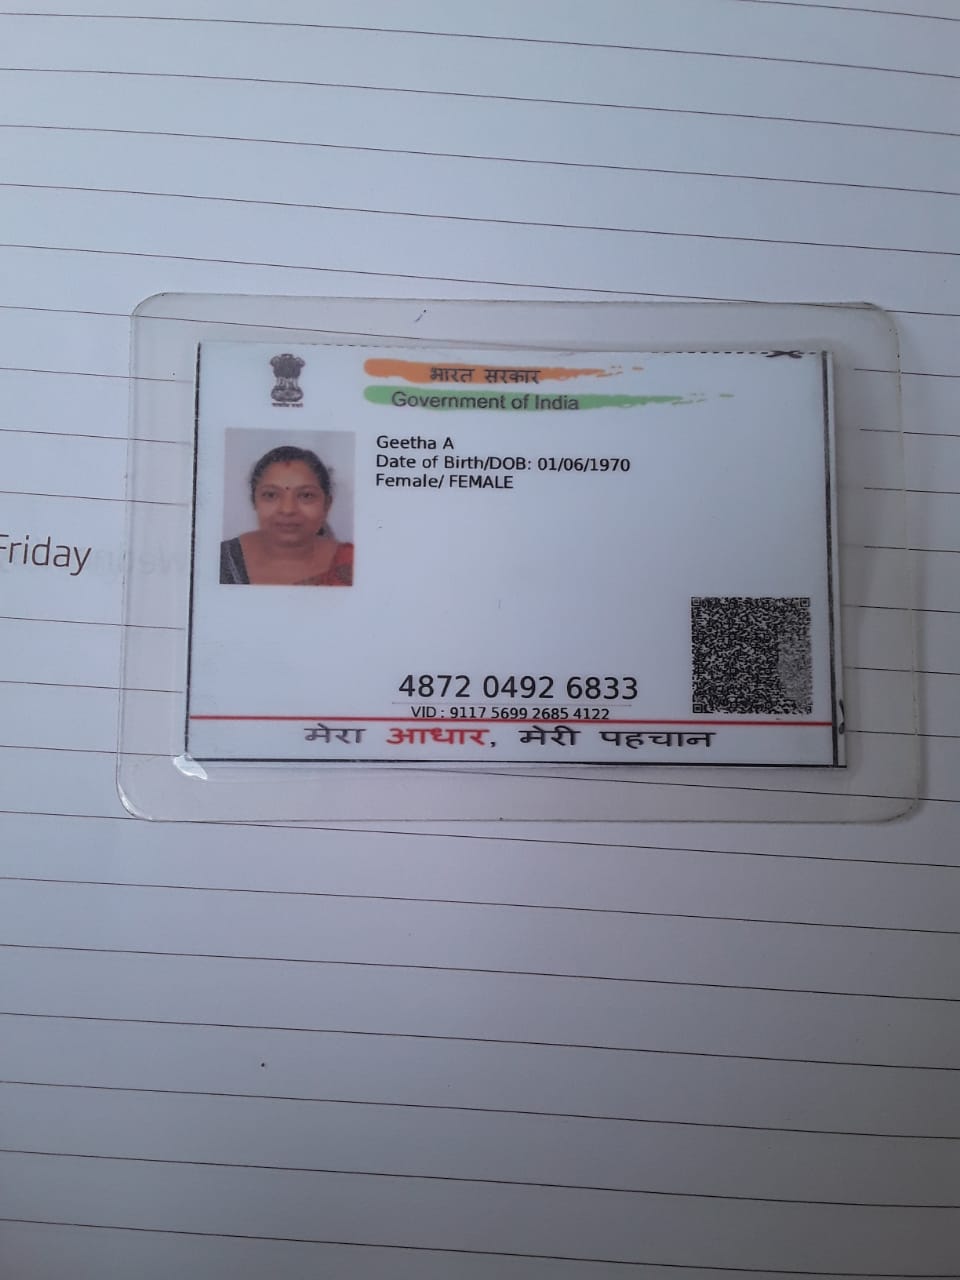 भारत सरकार
Government of India
Geetha A
Date of Birth/DOB: 01/06/1970
Female/ FEMALE
Friday
4872 0492 6833
VID : 9117 5699 2685 4122
मेरा आधार, मेरी पहचान